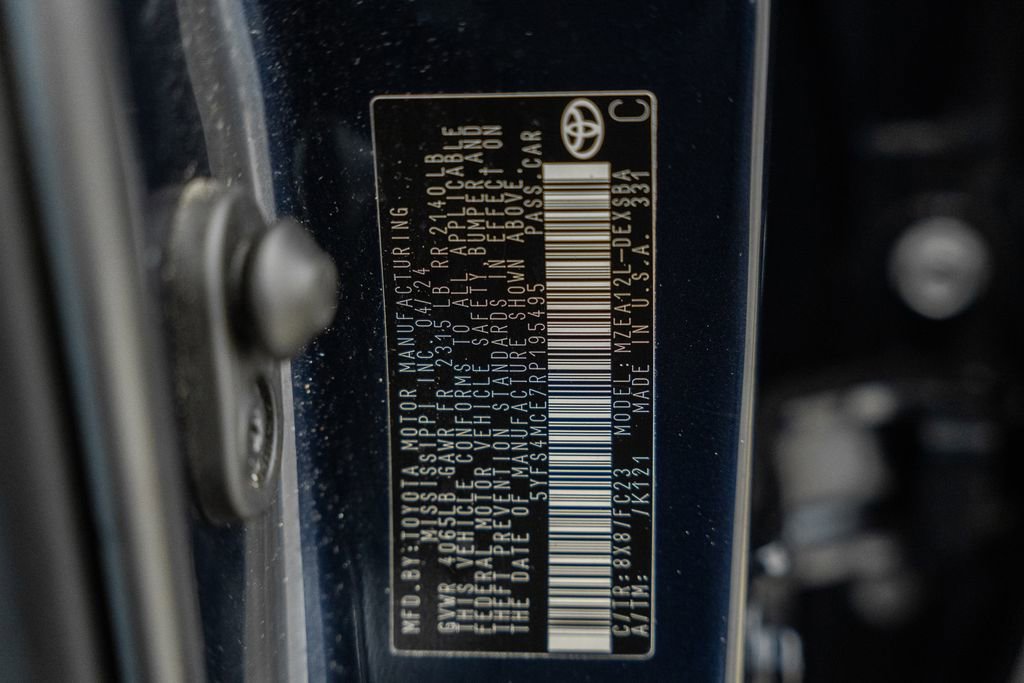 MFD.BY:TOYOTA MOTOR MANUFACTURING
MISSISSIPPI INC 04/24
GVWR 4065LB GAWR FR 2315 LB RR 2140 LB
THIS VEHICLE CONFORMS TO ALL APPLICABLE
FEDERAL MOTOR VEHICLE SAFETY, BUMPER AND
THEFT PREVENTION STANDARDS IN EFFECT ON
THE DATE OF MANUFACTURE SHOWN ABOVE.
5YFS4MCE7RP195495 PASS.CAR
C/TR:8X8/FC23 MODEL:MZEA12L-DEXSBA
A/TM: /K121 MADE IN U.S.A. 331
C